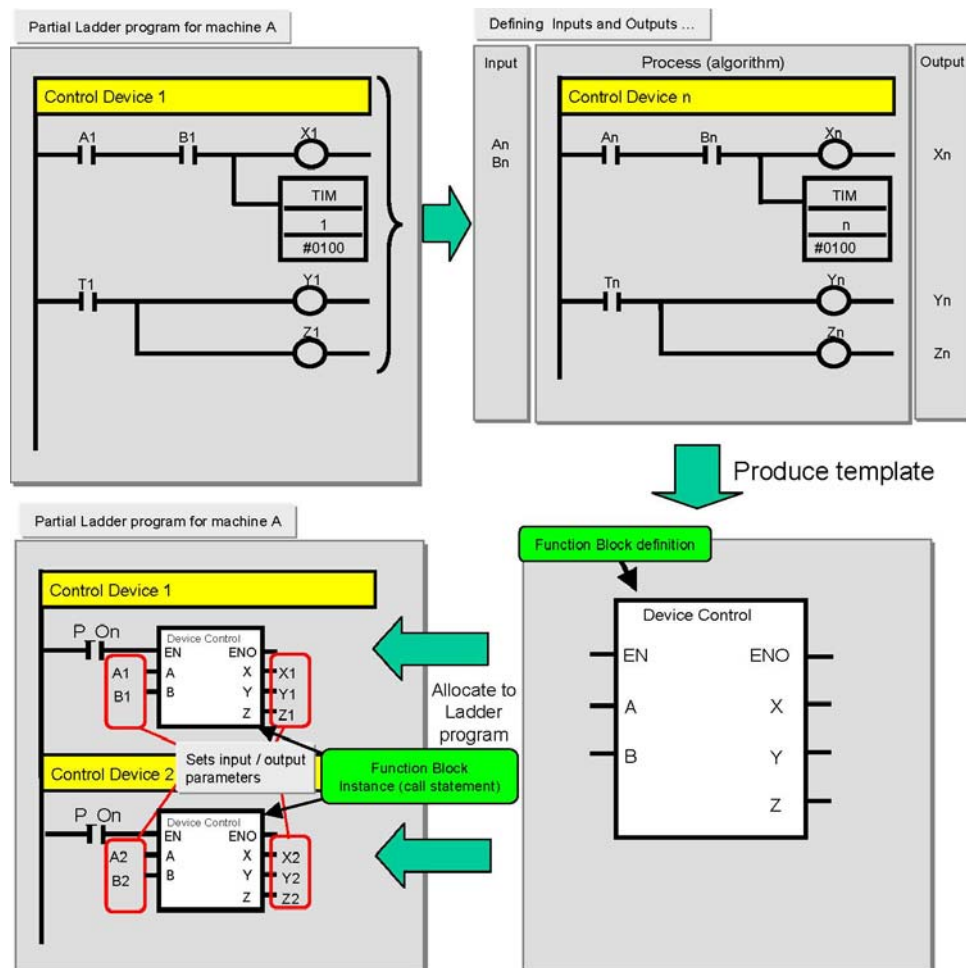 Partial Ladder program for machine A
Control Device 1
A1
B1
X1
TIM
1
#0100
T1
Y1
Z1
Defining Inputs and Outputs ...
Input
Process (algorithm)
Output
Control Device n
An
Bn
An
Bn
Xn
Xn
TIM
n
#0100
Tn
Yn
Yn
Zn
Zn
Produce template
Function Block definition
Device Control
EN
ENO
A
X
B
Y
Z
Partial Ladder program for machine A
Control Device 1
P_On
Device Control
EN
ENO
A1
A
X
X1
B1
B
Y
Y1
Z
Z1
Allocate to
Ladder
program
Sets input / output
parameters
Function Block
Instance (call statement)
Control Device 2
P_On
Device Control
EN
ENO
A2
A
X
X2
B2
B
Y
Y2
Z
Z2